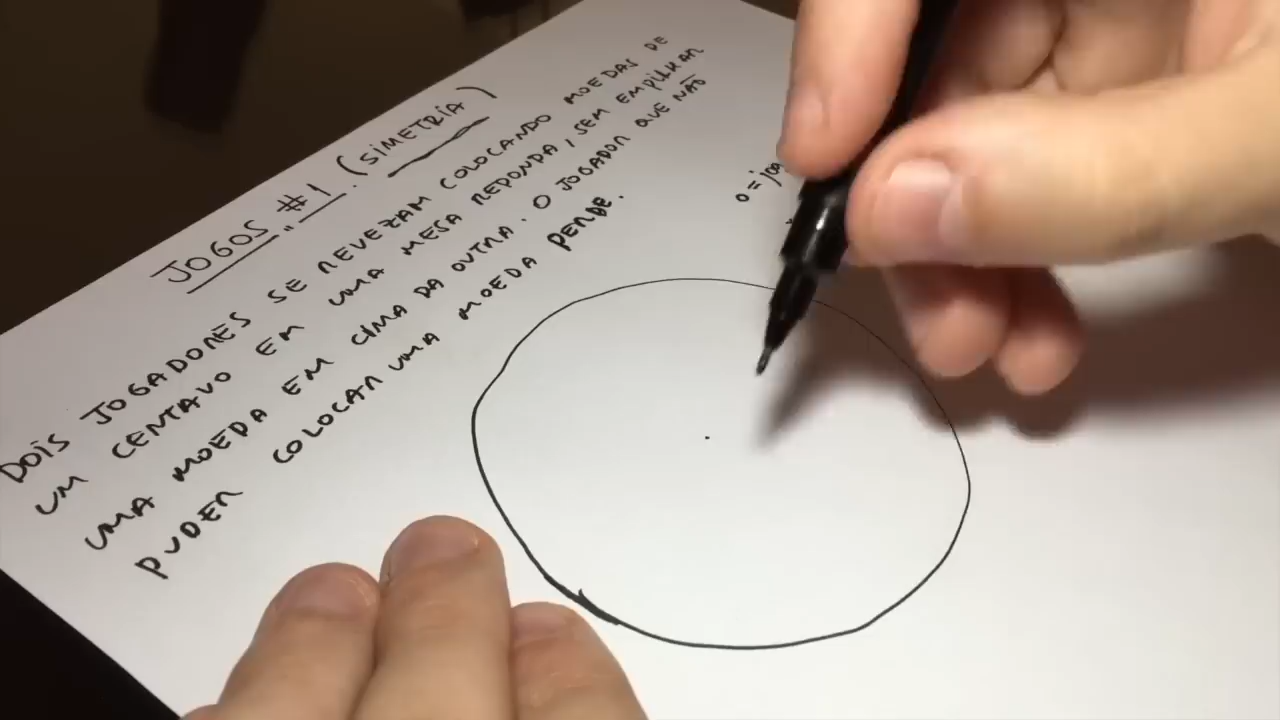 JOGOS #1. (SIMETRIA)
DOIS JOGADORES SE REVEZAM COLOCANDO MOEDAS DE
UM CENTAVO EM UMA MESA REDONDA, SEM EMPILHAR
UMA MOEDA EM CIMA DA OUTRA. O JOGADOR QUE NÃO
PUDER COLOCAR UMA MOEDA PERDE.
o =